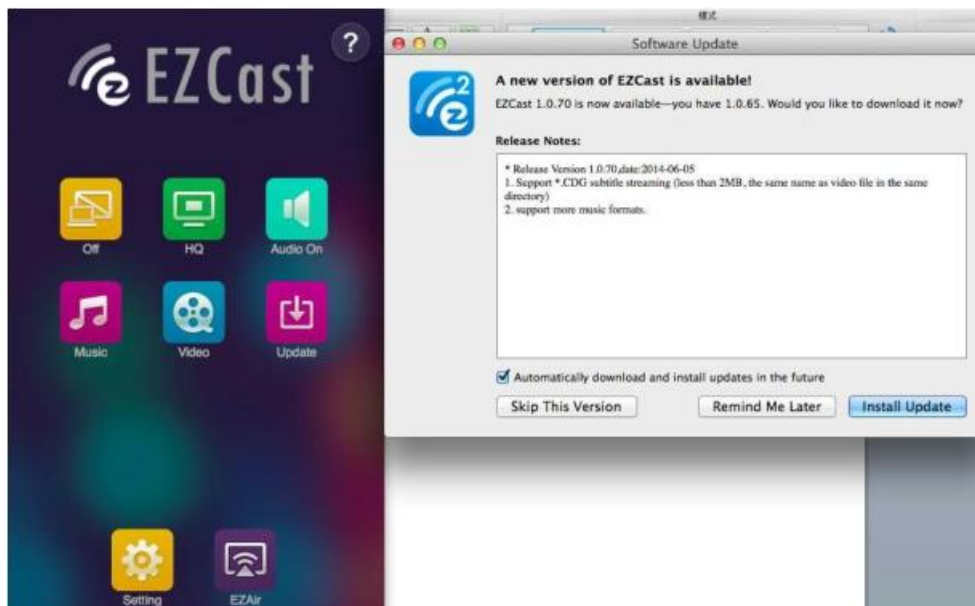 EZCast
?
Off
HQ
Audio On
Music
Video
Update
Setting
EZAir
樣式
Software Update
2
A new version of EZCast is available!
EZCast 1.0.70 is now available—you have 1.0.65. Would you like to download it now?
Release Notes:
* Release Version 1.0.70,date:2014-06-05
1. Support *.CDG subtitle streaming (less than 2MB, the same name as video file in the same
directory)
2. support more music formats.
Automatically download and install updates in the future
Skip This Version
Remind Me Later
Install Update